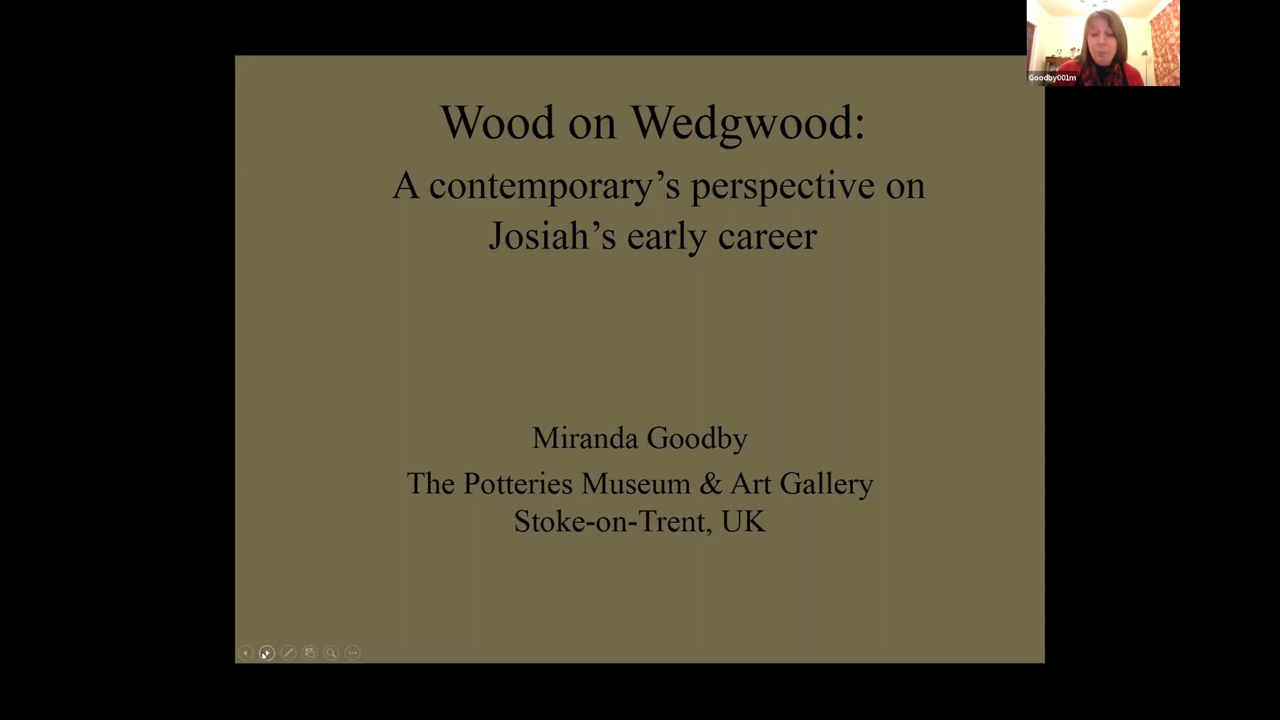 Goodby001m
Wood on Wedgwood:
A contemporary’s perspective on
Josiah’s early career
Miranda Goodby
The Potteries Museum & Art Gallery
Stoke-on-Trent, UK